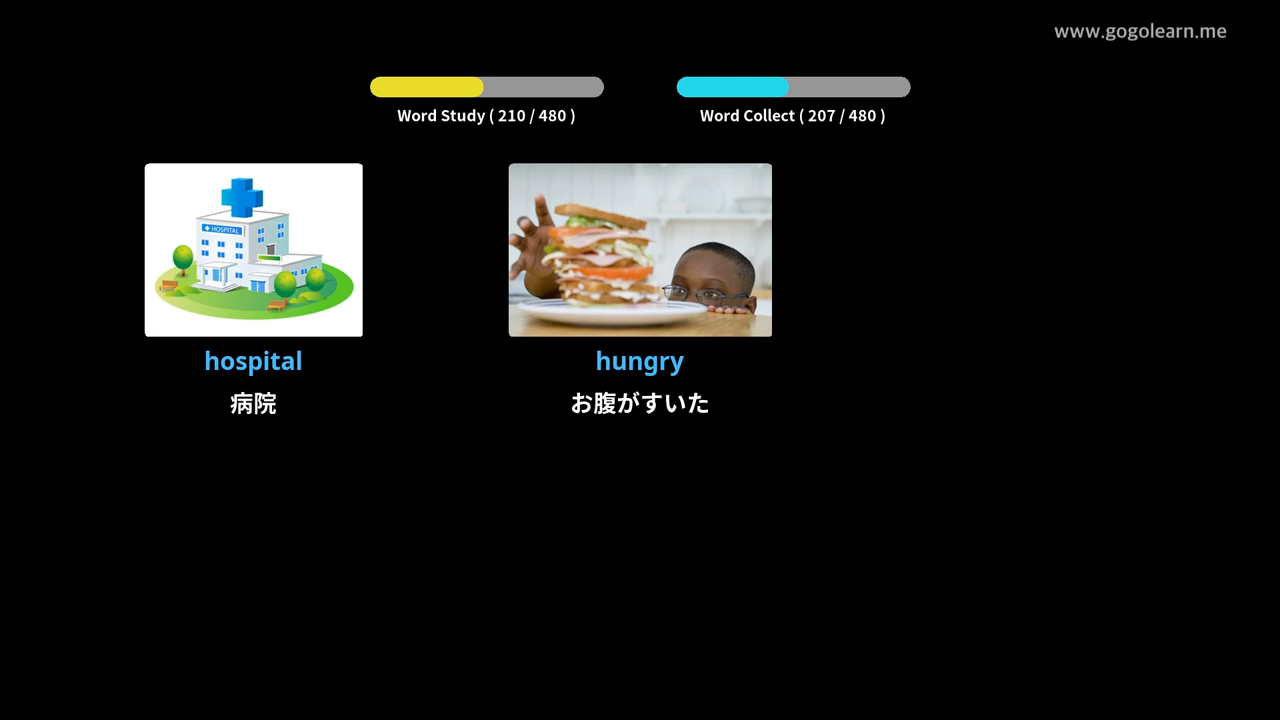 www.gogolearn.me
Word Study ( 210 / 480 )
Word Collect ( 207 / 480 )
HOSPITAL
hospital
病院
hungry
お腹がすいた